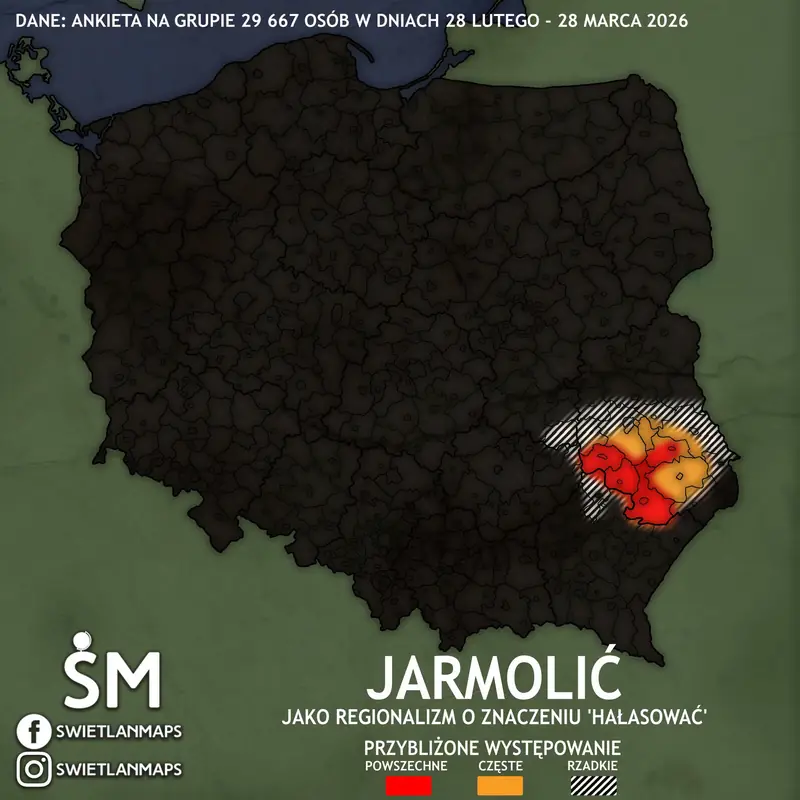 DANE: ANKIETA NA GRUPIE 29 667 OSÓB W DNIACH 28 LUTEGO - 28 MARCA 2026
ŚM
SWIETLANMAPS
SWIETLANMAPS
JARMOLIĆ
JAKO REGIONALIZM O ZNACZENIU 'HAŁASOWAĆ'
PRZYBLIŻONE WYSTĘPOWANIE
POWSZECHNE CZĘSTE RZADKIE